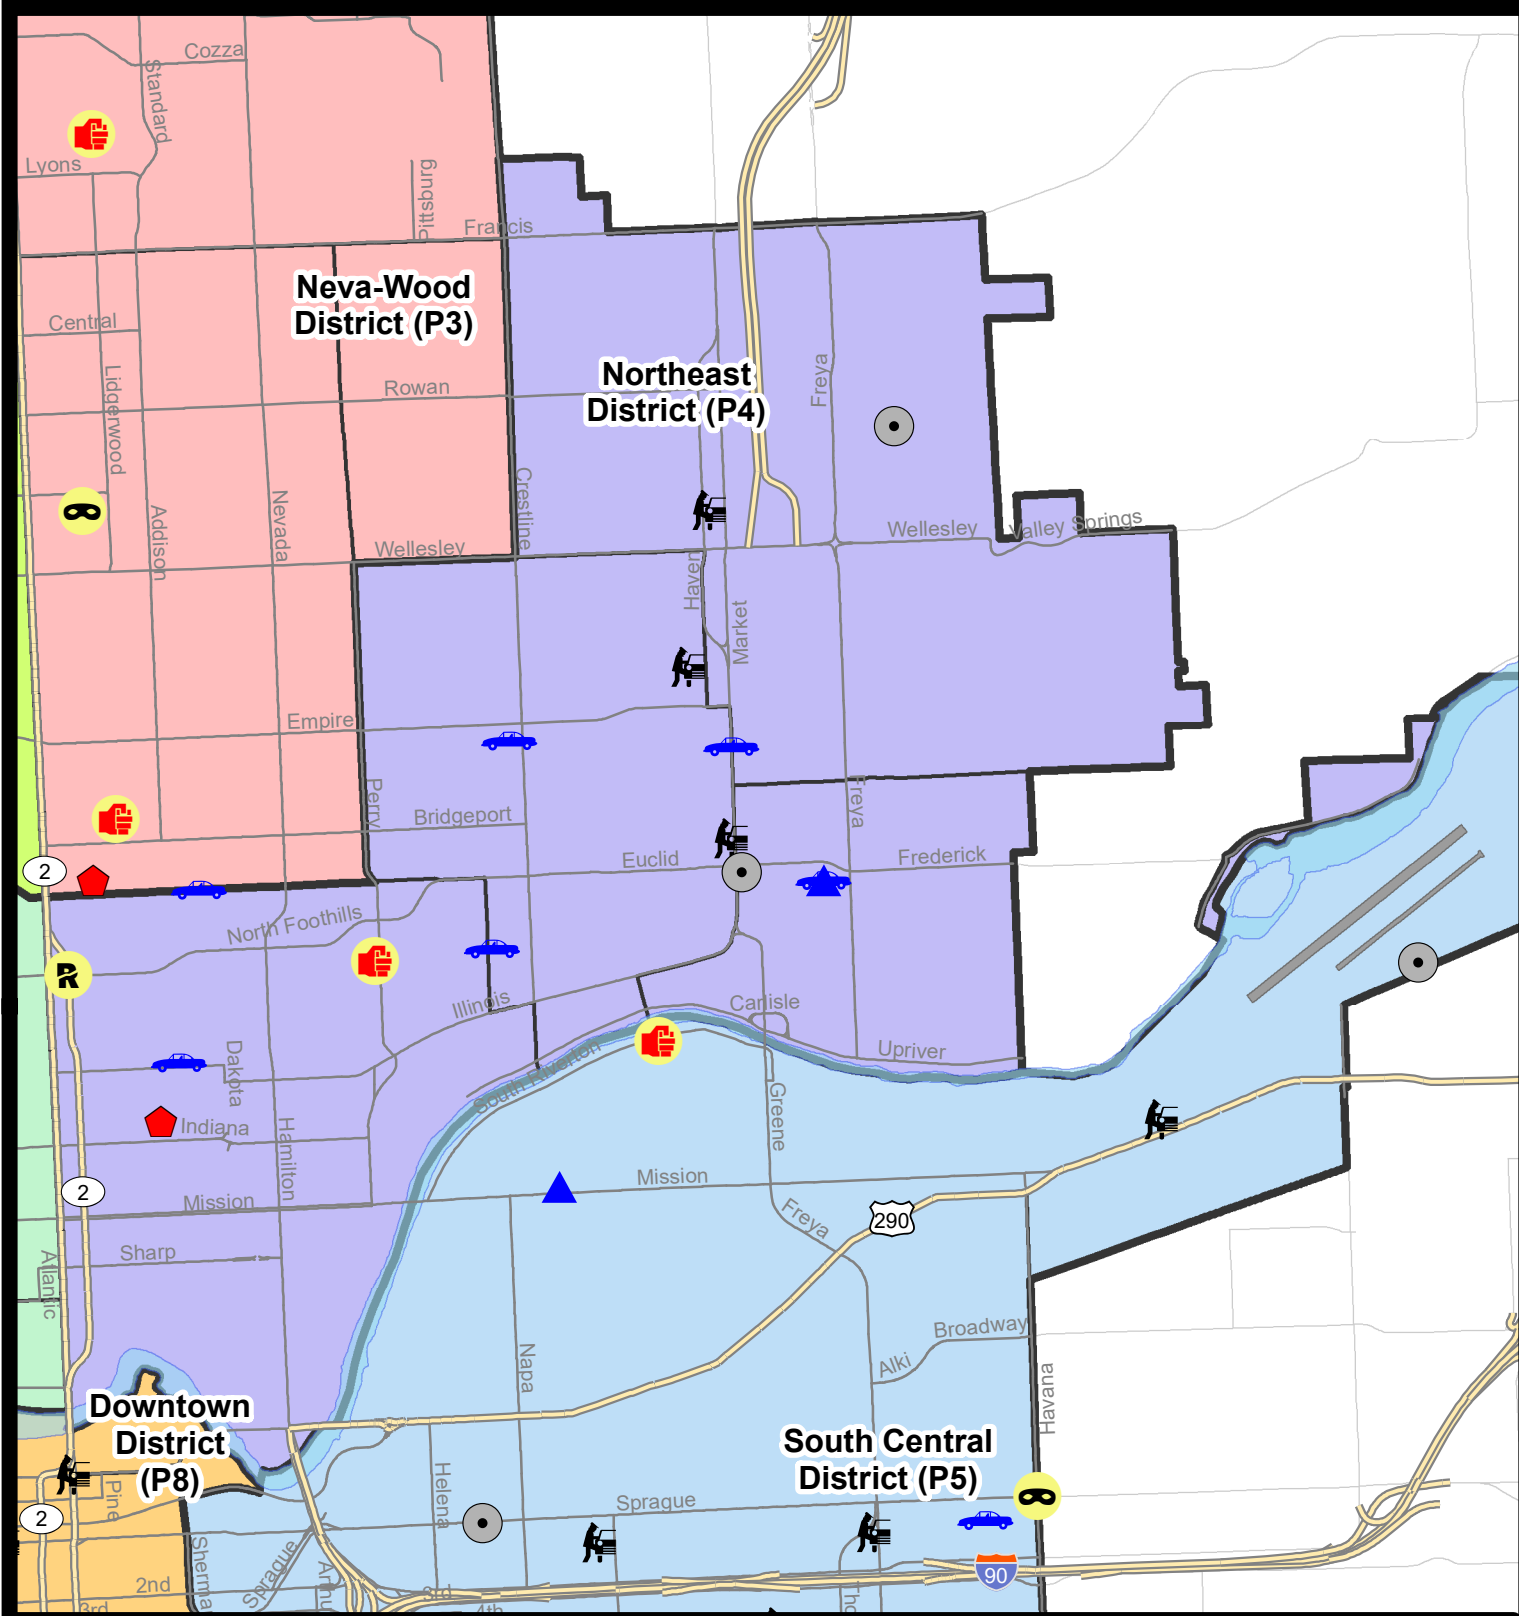 Cozza
Standard
Lyons
Pittsburg
Francis
Neva-Wood
District (P3)
Central
Lidgerwood
Rowan
Northeast
District (P4)
Freya
Crestline
Nevada
Addison
Wellesley
Wellesley
Valley Springs
Haven
Market
Empire
Perry
Bridgeport
Freya
Euclid
Frederick
2
North Foothills
R
Illinois
Carlisle
Dakota
South Riverton
Upriver
Greene
Indiana
Hamilton
Mission
2
Mission
Freya
290
Sharp
Atlantic
Napa
Broadway
Alki
Havana
Downtown
District
(P8)
South Central
District (P5)
Pine
Helena
Sprague
2
Sprague
90
2nd
3rd
3rd
4th